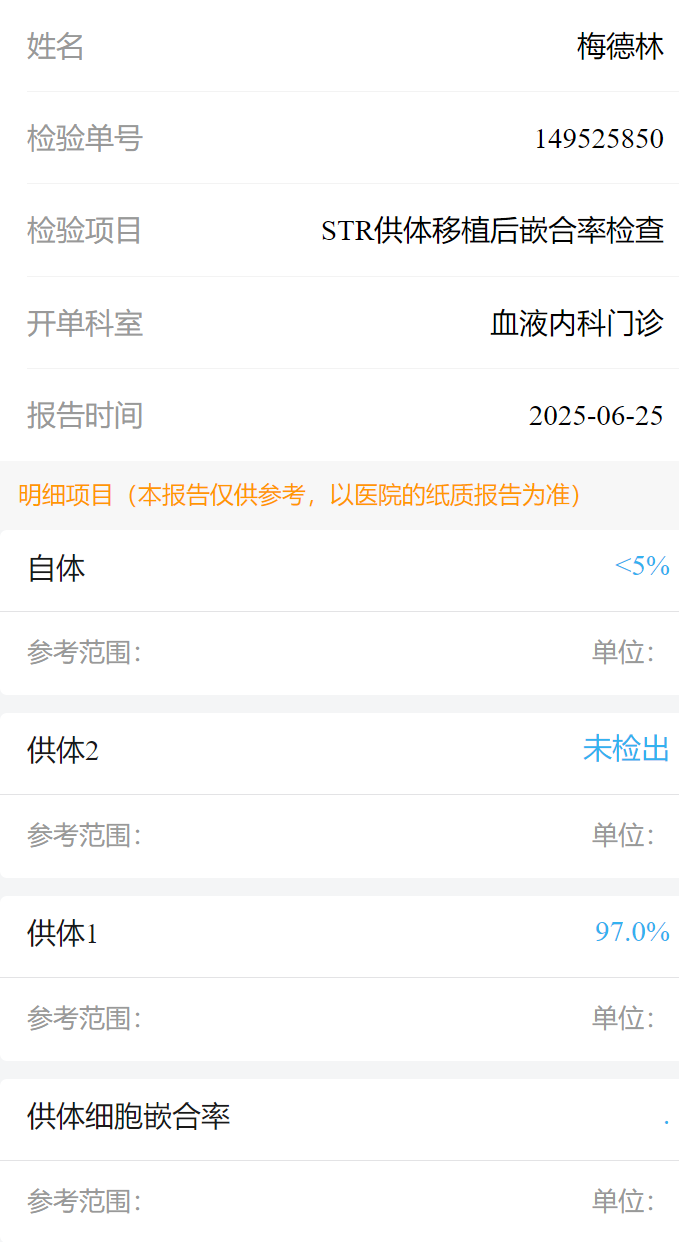 姓名 梅德林
检验单号 149525850
检验项目 STR供体移植后嵌合率检查
开单科室 血液内科门诊
报告时间 2025-06-25
明细项目（本报告仅供参考，以医院的纸质报告为准）
自体 <5%
参考范围： 单位：
供体2 未检出
参考范围： 单位：
供体1 97.0%
参考范围： 单位：
供体细胞嵌合率 .
参考范围： 单位：